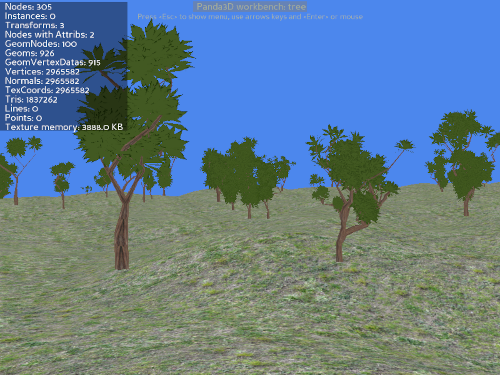 Nodes: 305
Panda3D workbench: tree
Instances: 0
Press <Esc> to show menu, use arrows keys and <Enter> or mouse
Transforms: 3
Nodes with Attribs: 2
GeomNodes: 100
Geoms: 926
GeomVertexDatas: 915
Vertices: 2965582
Normals: 2965582
TexCoords: 2965582
Tris: 1837262
Lines: 0
Points: 0
Texture memory: 3888.0 KB